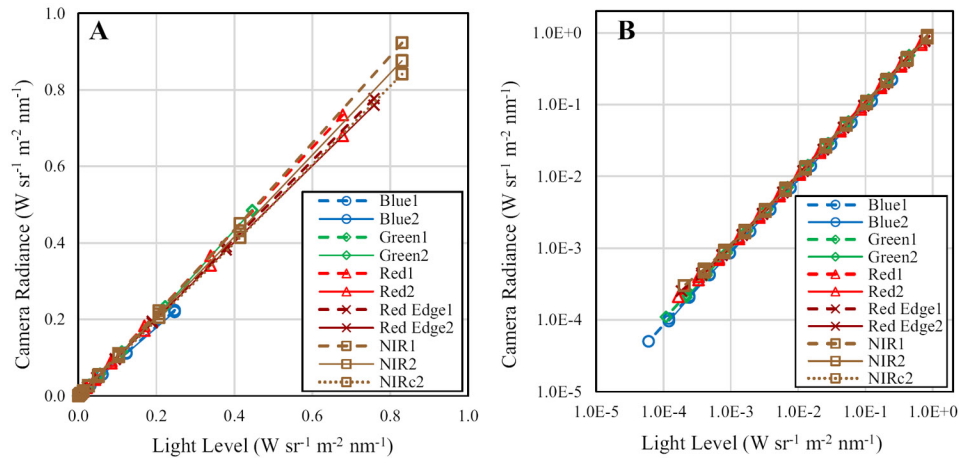 A
Camera Radiance (W sr⁻¹ m⁻² nm⁻¹)
1.0
0.8
0.6
0.4
0.2
0.0
0.0 0.2 0.4 0.6 0.8 1.0
Light Level (W sr⁻¹ m⁻² nm⁻¹)
Blue1
Blue2
Green1
Green2
Red1
Red2
Red Edge1
Red Edge2
NIR1
NIR2
NIRc2
B
Camera Radiance (W sr⁻¹ m⁻² nm⁻¹)
1.0E+0
1.0E-1
1.0E-2
1.0E-3
1.0E-4
1.0E-5
1.0E-5 1.0E-4 1.0E-3 1.0E-2 1.0E-1 1.0E+0
Light Level (W sr⁻¹ m⁻² nm⁻¹)
Blue1
Blue2
Green1
Green2
Red1
Red2
Red Edge1
Red Edge2
NIR1
NIR2
NIRc2